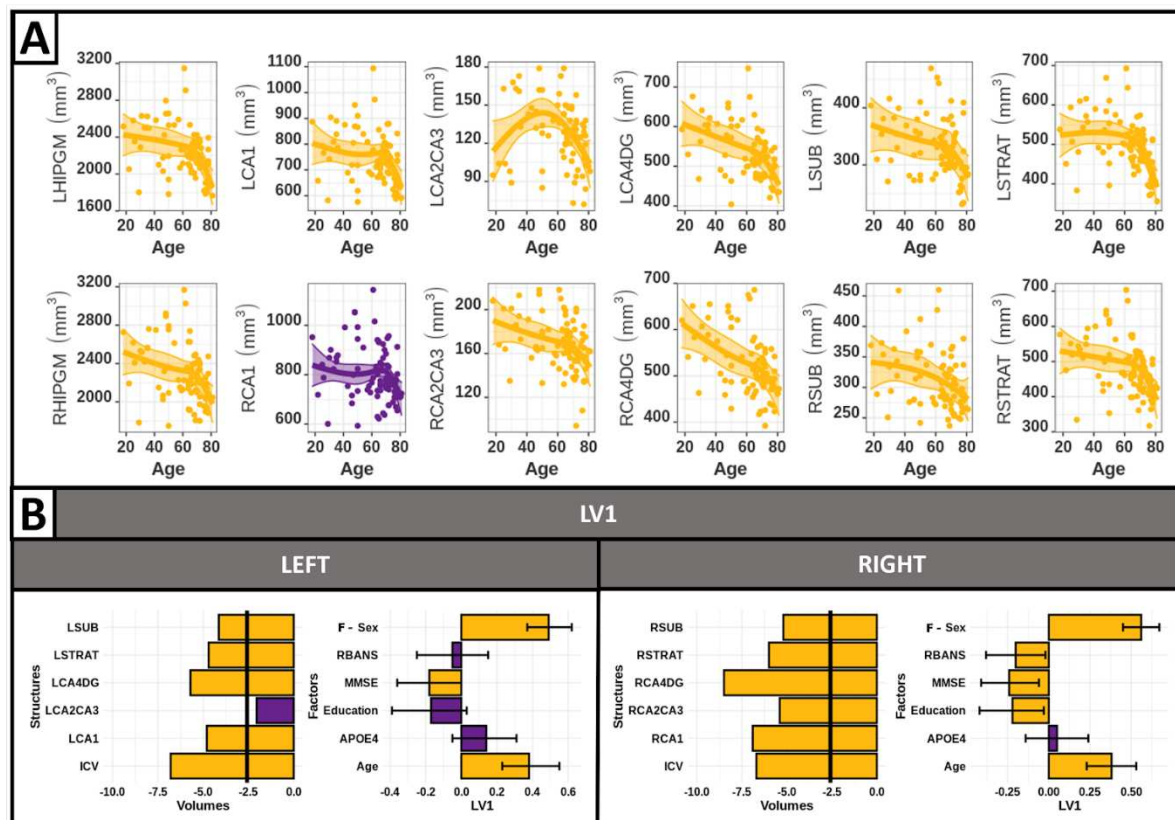 A
LHIPGM (mm³)
3200
2800
2400
2000
1600
20 40 60 80
Age
LCA1 (mm³)
1100
1000
900
800
700
600
20 40 60 80
Age
LCA2CA3 (mm³)
180
150
120
90
20 40 60 80
Age
LCA4DG (mm³)
700
600
500
400
20 40 60 80
Age
LSUB (mm³)
400
300
20 40 60 80
Age
LSTRAT (mm³)
700
600
500
400
20 40 60 80
Age
RHIPGM (mm³)
3200
2800
2400
2000
20 40 60 80
Age
RCA1 (mm³)
1000
800
600
20 40 60 80
Age
RCA2CA3 (mm³)
200
160
120
20 40 60 80
Age
RCA4DG (mm³)
700
600
500
400
20 40 60 80
Age
RSUB (mm³)
450
400
350
300
250
20 40 60 80
Age
RSTRAT (mm³)
700
600
500
400
300
20 40 60 80
Age
B
LV1
LEFT
Structures
LSUB
LSTRAT
LCA4DG
LCA2CA3
LCA1
ICV
-10.0 -7.5 -5.0 -2.5 0.0
Volumes
Factors
F - Sex
RBANS
MMSE
Education
APOE4
Age
-0.4 -0.2 0.0 0.2 0.4 0.6
LV1
RIGHT
Structures
RSUB
RSTRAT
RCA4DG
RCA2CA3
RCA1
ICV
-10.0 -7.5 -5.0 -2.5 0.0
Volumes
Factors
F - Sex
RBANS
MMSE
Education
APOE4
Age
-0.25 0.00 0.25 0.50
LV1